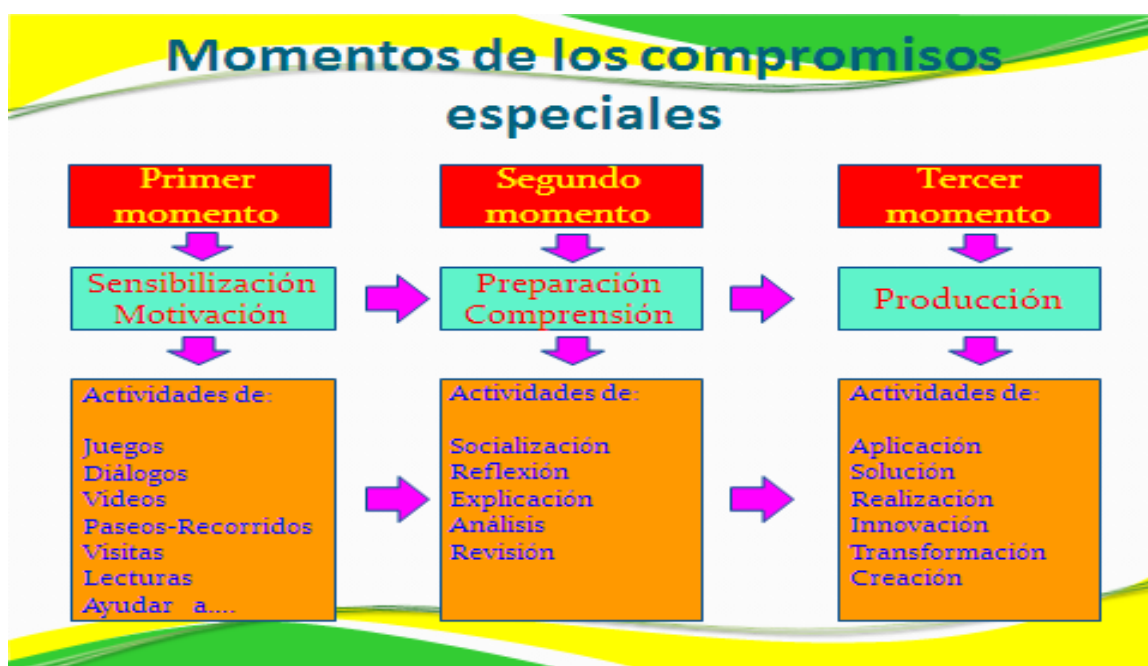 Momentos de los compromisos
especiales
Primer
momento
Sensibilización
Motivación
Actividades de:
Juegos
Diálogos
Vídeos
Paseos-Recorridos
Visitas
Lecturas
Ayudar a....
Segundo
momento
Preparación
Comprensión
Actividades de:
Socialización
Reflexión
Explicación
Análisis
Revisión
Tercer
momento
Producción
Actividades de:
Aplicación
Solución
Realización
Innovación
Transformación
Creación